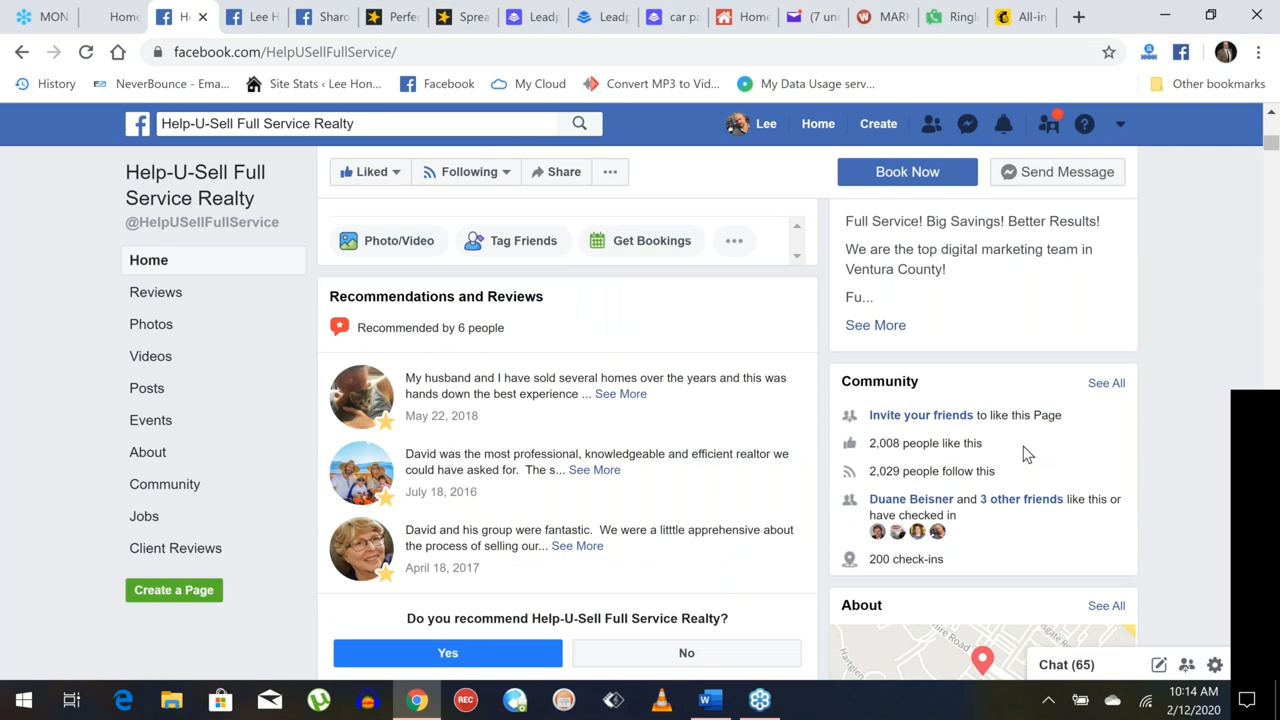 MON
Home
He
Lee H
Sharo
Perfec
Sprea
Leadp
Leadp
car pa
Home
(7 un
MARK
Ringle
All-in
facebook.com/HelpUSellFullService/
History
NeverBounce - Ema...
Site Stats ‹ Lee Hon...
Facebook
My Cloud
Convert MP3 to Vid...
My Data Usage serv...
Other bookmarks
Help-U-Sell Full Service Realty
Lee
Home
Create
Help-U-Sell Full
Service Realty
@HelpUSellFullService
Home
Reviews
Photos
Videos
Posts
Events
About
Community
Jobs
Client Reviews
Create a Page
Liked
Following
Share
Book Now
Send Message
Photo/Video
Tag Friends
Get Bookings
Recommendations and Reviews
Recommended by 6 people
My husband and I have sold several homes over the years and this was
hands down the best experience ... See More
May 22, 2018
David was the most professional, knowledgeable and efficient realtor we
could have asked for. The s... See More
July 18, 2016
David and his group were fantastic. We were a litttle apprehensive about
the process of selling our... See More
April 18, 2017
Do you recommend Help-U-Sell Full Service Realty?
Yes
No
Full Service! Big Savings! Better Results!
We are the top digital marketing team in
Ventura County!
Fu...
See More
Community
See All
Invite your friends to like this Page
2,008 people like this
2,029 people follow this
Duane Beisner and 3 other friends like this or
have checked in
200 check-ins
About
See All
Chat (65)
REC
10:14 AM
2/12/2020